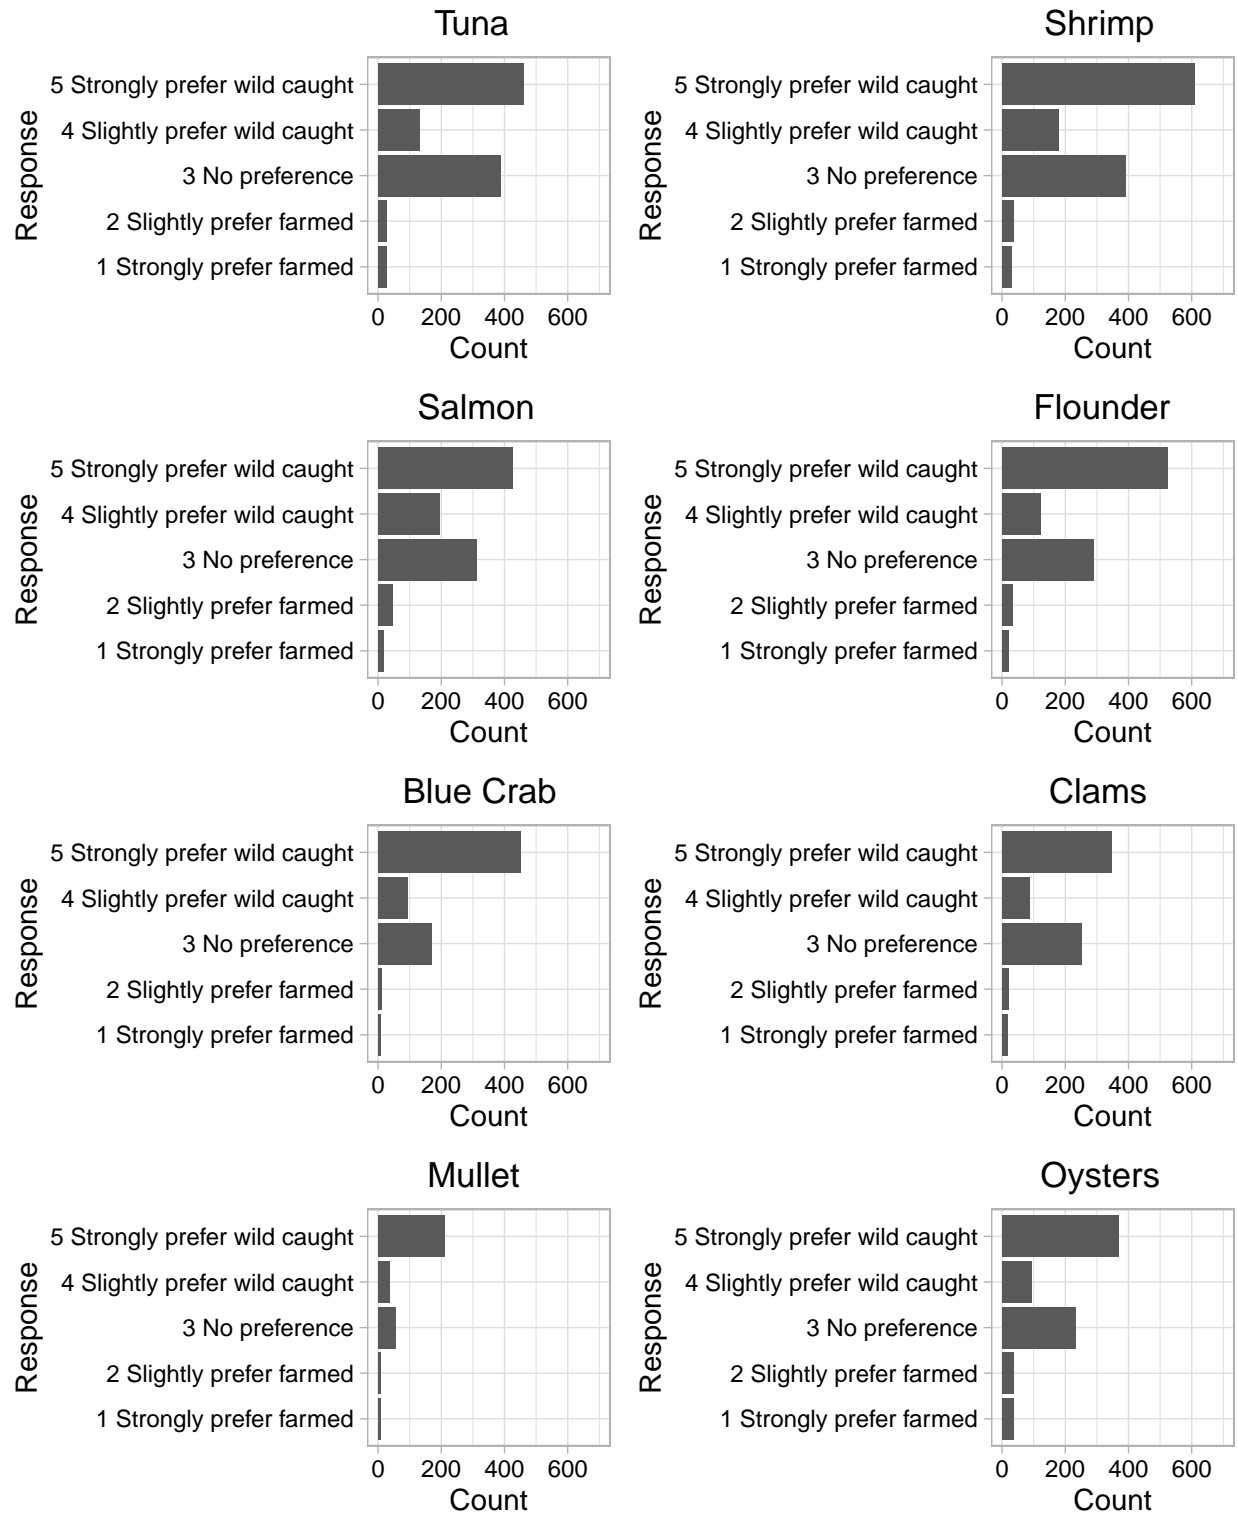 Tuna
Response
5 Strongly prefer wild caught
4 Slightly prefer wild caught
3 No preference
2 Slightly prefer farmed
1 Strongly prefer farmed
0 200 400 600
Count
Shrimp
Response
5 Strongly prefer wild caught
4 Slightly prefer wild caught
3 No preference
2 Slightly prefer farmed
1 Strongly prefer farmed
0 200 400 600
Count
Salmon
Response
5 Strongly prefer wild caught
4 Slightly prefer wild caught
3 No preference
2 Slightly prefer farmed
1 Strongly prefer farmed
0 200 400 600
Count
Flounder
Response
5 Strongly prefer wild caught
4 Slightly prefer wild caught
3 No preference
2 Slightly prefer farmed
1 Strongly prefer farmed
0 200 400 600
Count
Blue Crab
Response
5 Strongly prefer wild caught
4 Slightly prefer wild caught
3 No preference
2 Slightly prefer farmed
1 Strongly prefer farmed
0 200 400 600
Count
Clams
Response
5 Strongly prefer wild caught
4 Slightly prefer wild caught
3 No preference
2 Slightly prefer farmed
1 Strongly prefer farmed
0 200 400 600
Count
Mullet
Response
5 Strongly prefer wild caught
4 Slightly prefer wild caught
3 No preference
2 Slightly prefer farmed
1 Strongly prefer farmed
0 200 400 600
Count
Oysters
Response
5 Strongly prefer wild caught
4 Slightly prefer wild caught
3 No preference
2 Slightly prefer farmed
1 Strongly prefer farmed
0 200 400 600
Count